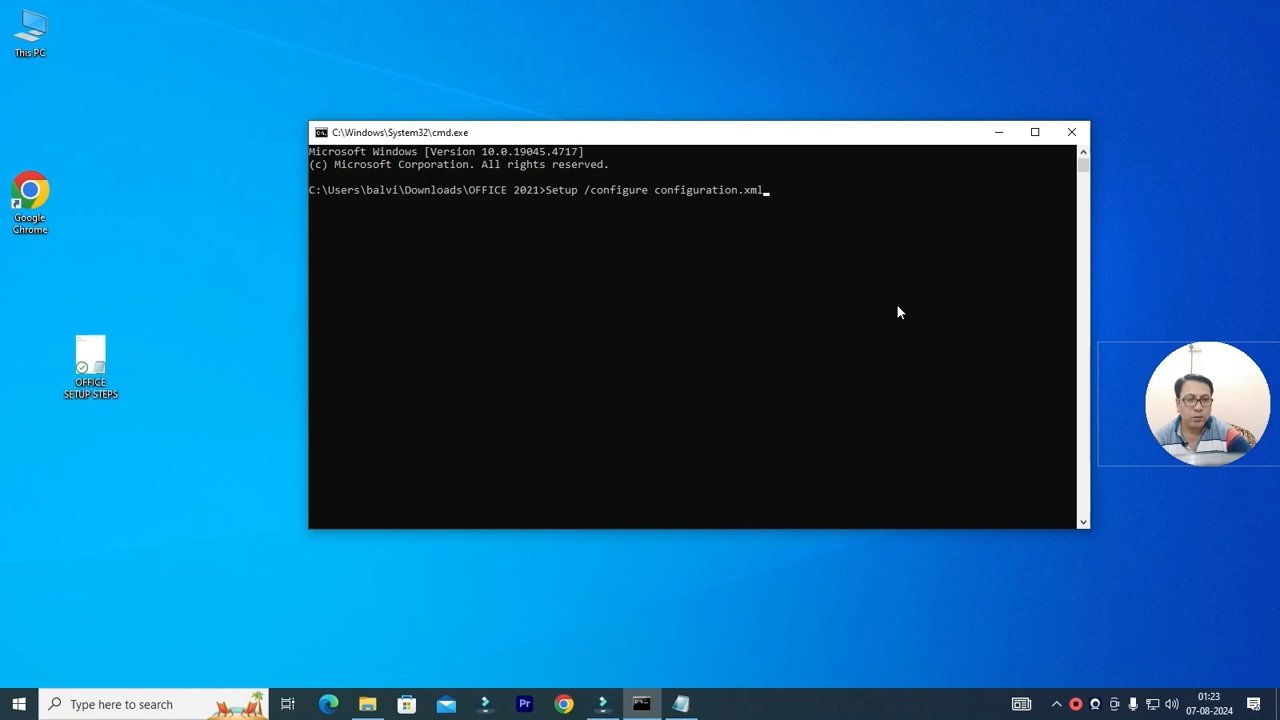 This PC
Google
Chrome
OFFICE
SETUP STEPS
C:\Windows\System32\cmd.exe
Microsoft Windows [Version 10.0.19045.4717]
(c) Microsoft Corporation. All rights reserved.
C:\Users\balvi\Downloads\OFFICE 2021>Setup /configure configuration.xml
Type here to search
Pr
01:23
07-08-2024